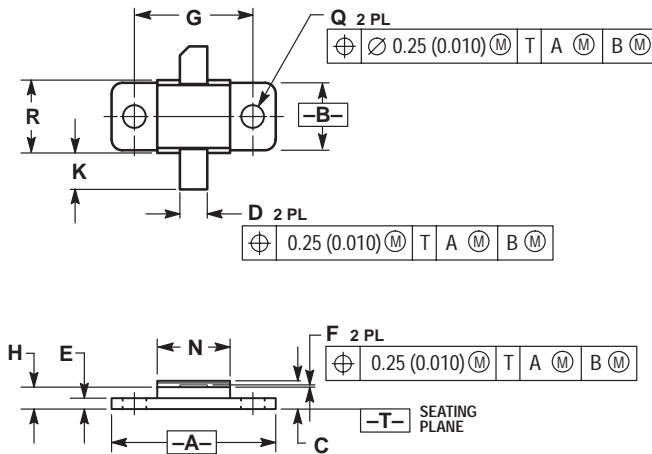 G
Q 2 PL
⌖ ∅ 0.25 (0.010) Ⓜ T A Ⓜ B Ⓜ
R
–B–
K
D 2 PL
⌖ 0.25 (0.010) Ⓜ T A Ⓜ B Ⓜ
N
F 2 PL
⌖ 0.25 (0.010) Ⓜ T A Ⓜ B Ⓜ
H
E
–T– SEATING
PLANE
–A–
C